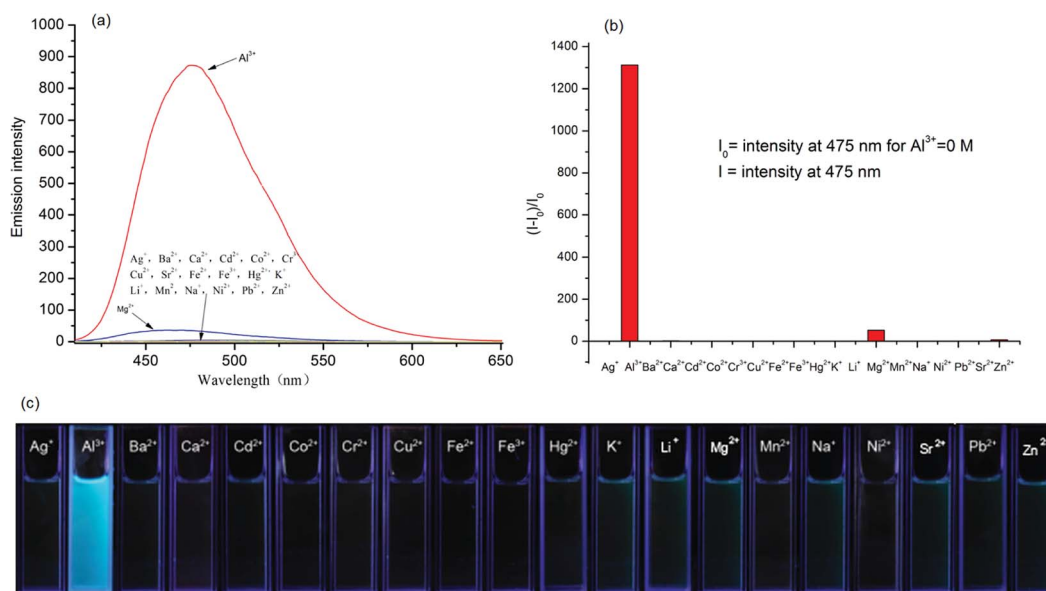 (a)
1000
900
800
700
600
500
400
300
200
100
0
Emission intensity
Al³⁺
Ag⁺, Ba²⁺, Ca²⁺, Cd²⁺, Co²⁺, Cr³
Cu²⁺, Sr²⁺, Fe²⁺, Fe³⁺, Hg²⁺ K⁺
Li⁺, Mn², Na⁺, Ni²⁺, Pb²⁺, Zn²⁺
Mg²⁺
450 500 550 600 650
Wavelength (nm)
(b)
1400
1200
1000
800
600
400
200
0
(I-I₀)/I₀
I₀= intensity at 475 nm for Al³⁺=0 M
I = intensity at 475 nm
Ag⁺ Al³⁺Ba²⁺Ca²⁺Cd²⁺Co²⁺Cr³⁺Cu²⁺Fe²⁺Fe³⁺Hg²⁺K⁺ Li⁺ Mg²⁺Mn²⁺Na⁺ Ni²⁺ Pb²⁺Sr²⁺Zn²⁺
(c)
Ag⁺ Al³⁺ Ba²⁺ Ca²⁺ Cd²⁺ Co²⁺ Cr²⁺ Cu²⁺ Fe²⁺ Fe³⁺ Hg²⁺ K⁺ Li⁺ Mg²⁺ Mn²⁺ Na⁺ Ni²⁺ Sr²⁺ Pb²⁺ Zn²